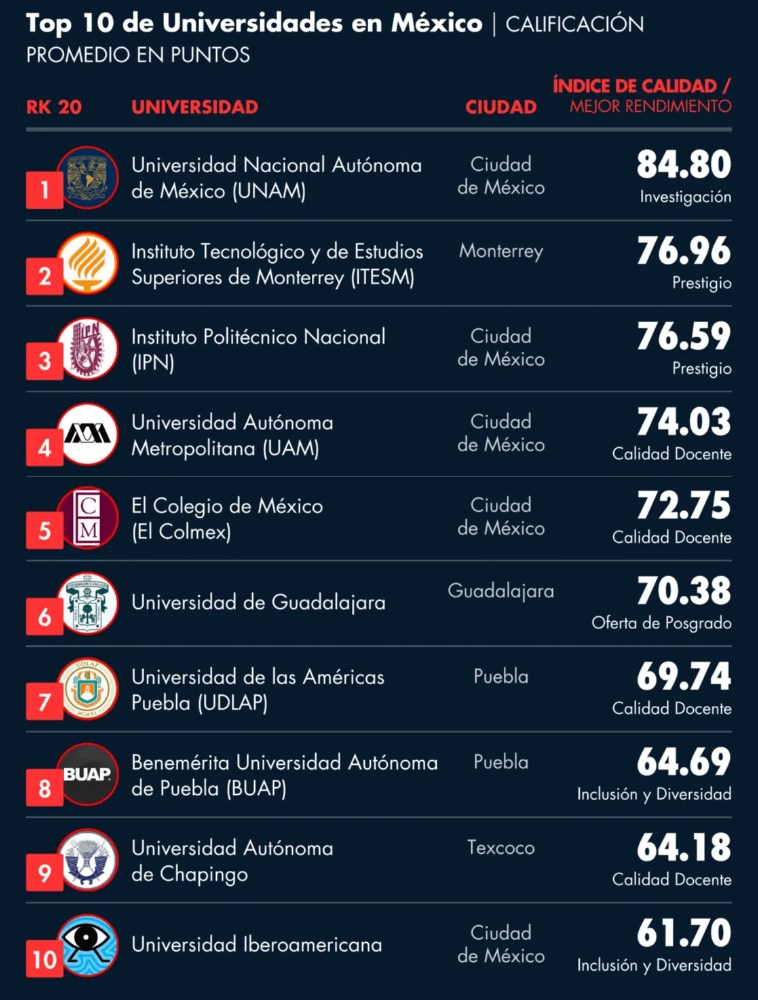 Top 10 de Universidades en México | CALIFICACIÓN
PROMEDIO EN PUNTOS
RK 20
UNIVERSIDAD
CIUDAD
ÍNDICE DE CALIDAD /
MEJOR RENDIMIENTO
1
Universidad Nacional Autónoma
de México (UNAM)
Ciudad
de México
84.80
Investigación
2
Instituto Tecnológico y de Estudios
Superiores de Monterrey (ITESM)
Monterrey
76.96
Prestigio
IPN
3
Instituto Politécnico Nacional
(IPN)
Ciudad
de México
76.59
Prestigio
4
Universidad Autónoma
Metropolitana (UAM)
Ciudad
de México
74.03
Calidad Docente
C
M
5
El Colegio de México
(El Colmex)
Ciudad
de México
72.75
Calidad Docente
6
Universidad de Guadalajara
Guadalajara
70.38
Oferta de Posgrado
UDLAP
7
Universidad de las Américas
Puebla (UDLAP)
Puebla
69.74
Calidad Docente
BUAP
8
Benemérita Universidad Autónoma
de Puebla (BUAP)
Puebla
64.69
Inclusión y Diversidad
9
Universidad Autónoma
de Chapingo
Texcoco
64.18
Calidad Docente
10
Universidad Iberoamericana
Ciudad
de México
61.70
Inclusión y Diversidad